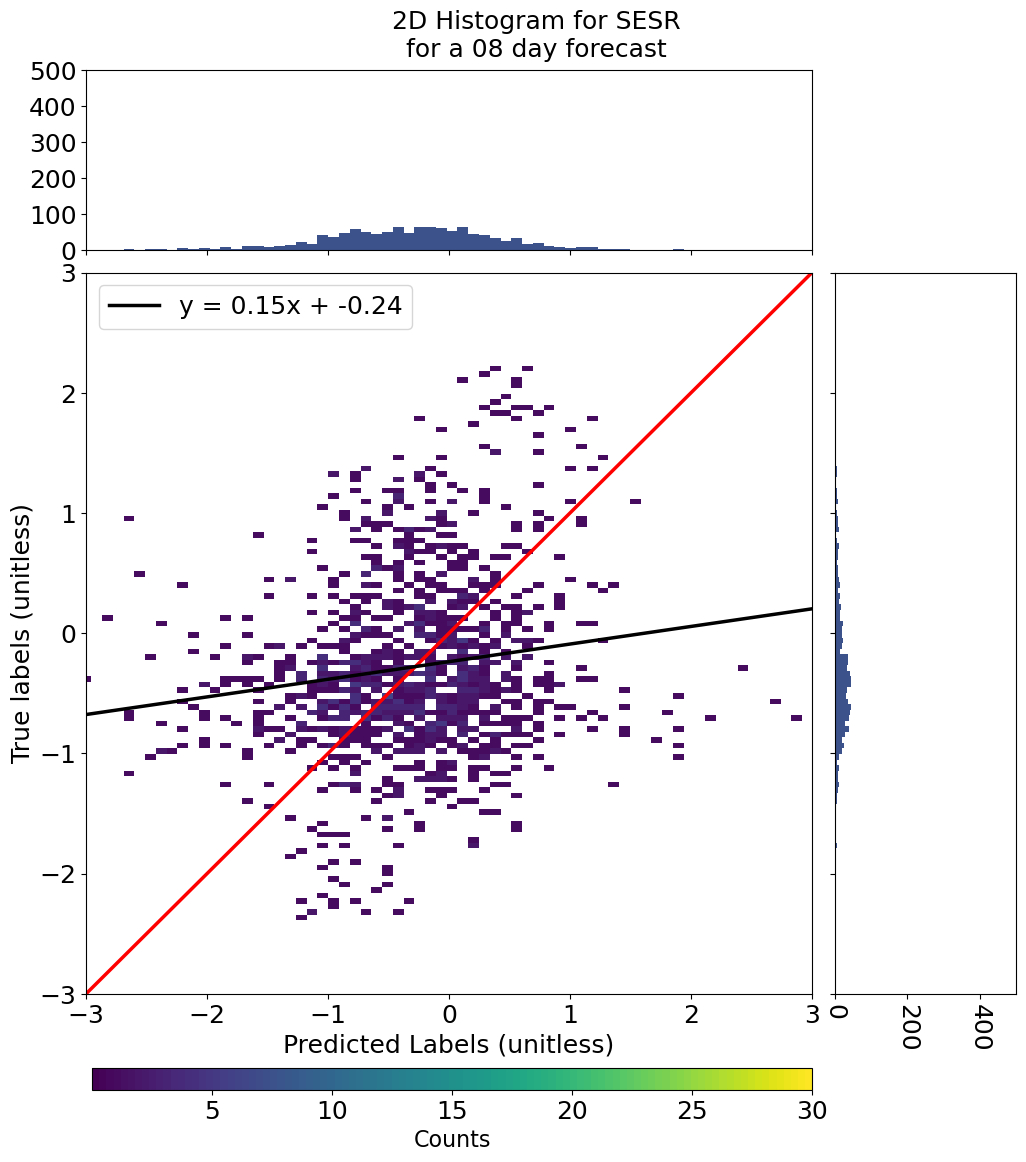 2D Histogram for SESR
for a 08 day forecast
500
400
300
200
100
0
3
2
1
0
−1
−2
−3
True labels (unitless)
y = 0.15x + -0.24
−3 −2 −1 0 1 2 3
Predicted Labels (unitless)
0 200 400
5 10 15 20 25 30
Counts